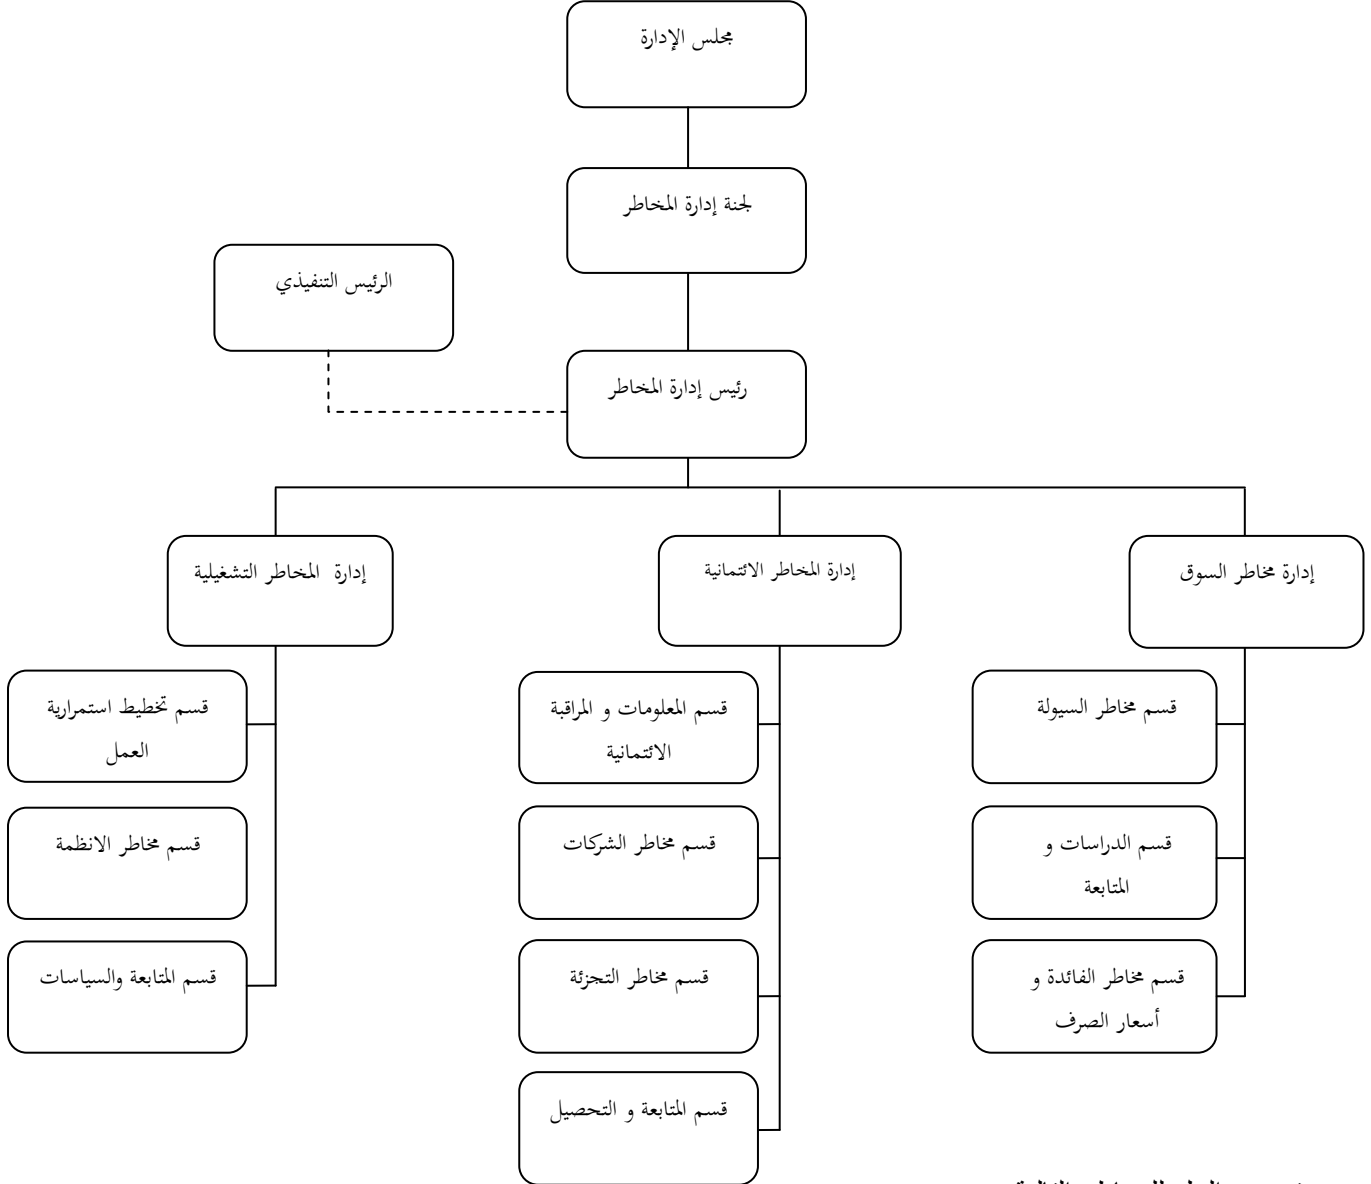 مجلس الإدارة
لجنة إدارة المخاطر
الرئيس التنفيذي
رئيس إدارة المخاطر
إدارة مخاطر السوق
إدارة المخاطر الائتمانية
إدارة المخاطر التشغيلية
قسم مخاطر السيولة
قسم الدراسات و
المتابعة
قسم مخاطر الفائدة و
أسعار الصرف
قسم المعلومات و المراقبة
الائتمانية
قسم مخاطر الشركات
قسم مخاطر التجزئة
قسم المتابعة و التحصيل
قسم تخطيط استمرارية
العمل
قسم مخاطر الانظمة
قسم المتابعة والسياسات